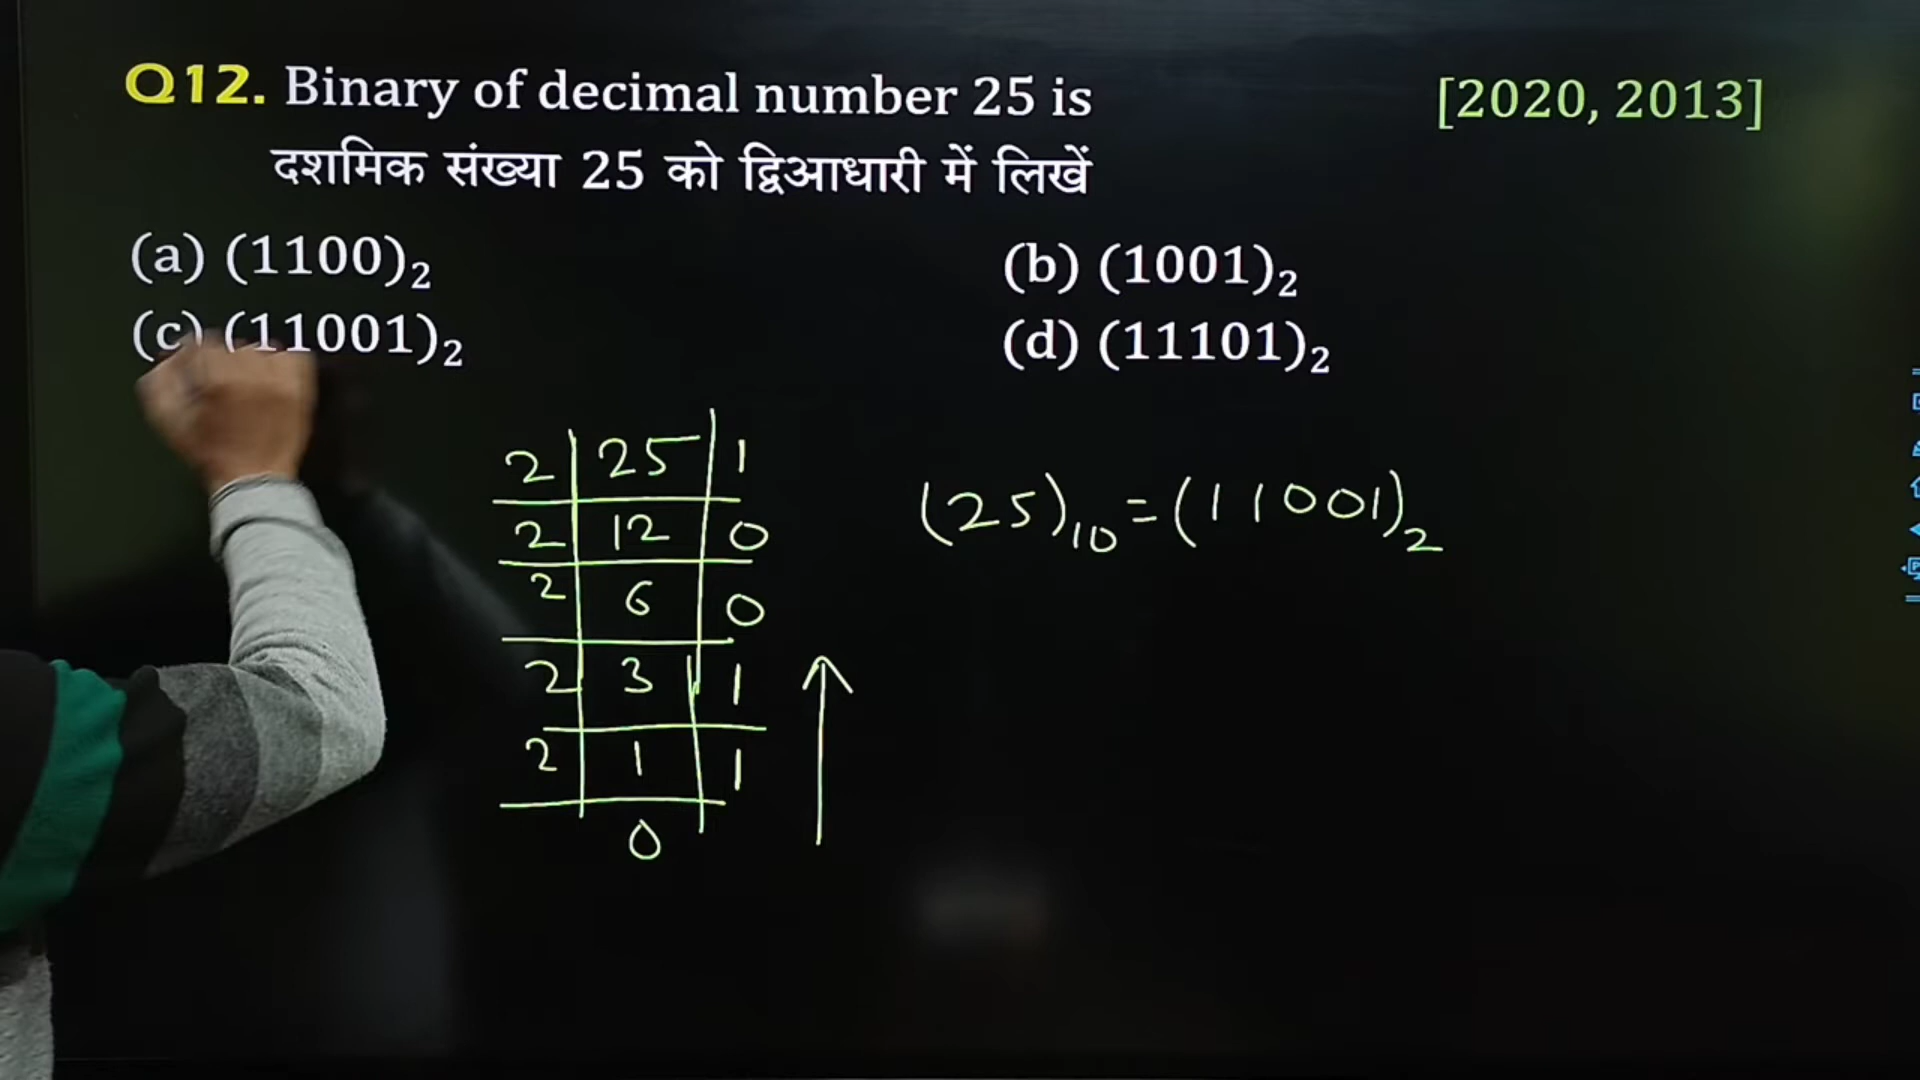 Q12. Binary of decimal number 25 is [2020, 2013]
दशमिक संख्या 25 को द्विआधारी में लिखें
(a) (1100)₂ (b) (1001)₂
(c) (11001)₂ (d) (11101)₂
2 | 25 | 1
2 | 12 | 0
2 | 6 | 0
2 | 3 | 1
2 | 1 | 1
0
(25)₁₀ = (11001)₂